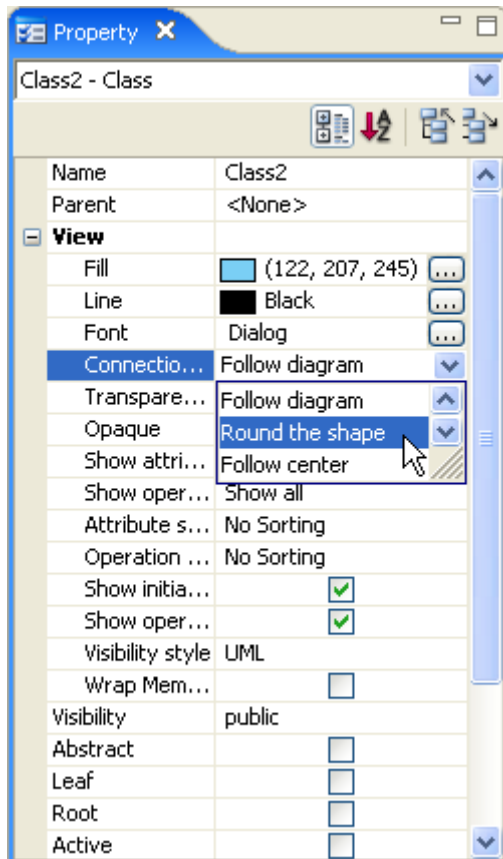 Property
Class2 - Class
Name Class2
Parent <None>
View
Fill (122, 207, 245) ...
Line Black ...
Font Dialog ...
Connectio... Follow diagram
Transpare... Follow diagram
Opaque Round the shape
Show attri... Follow center
Show oper... Show all
Attribute s... No Sorting
Operation ... No Sorting
Show initia...
Show oper...
Visibility style UML
Wrap Mem...
Visibility public
Abstract
Leaf
Root
Active